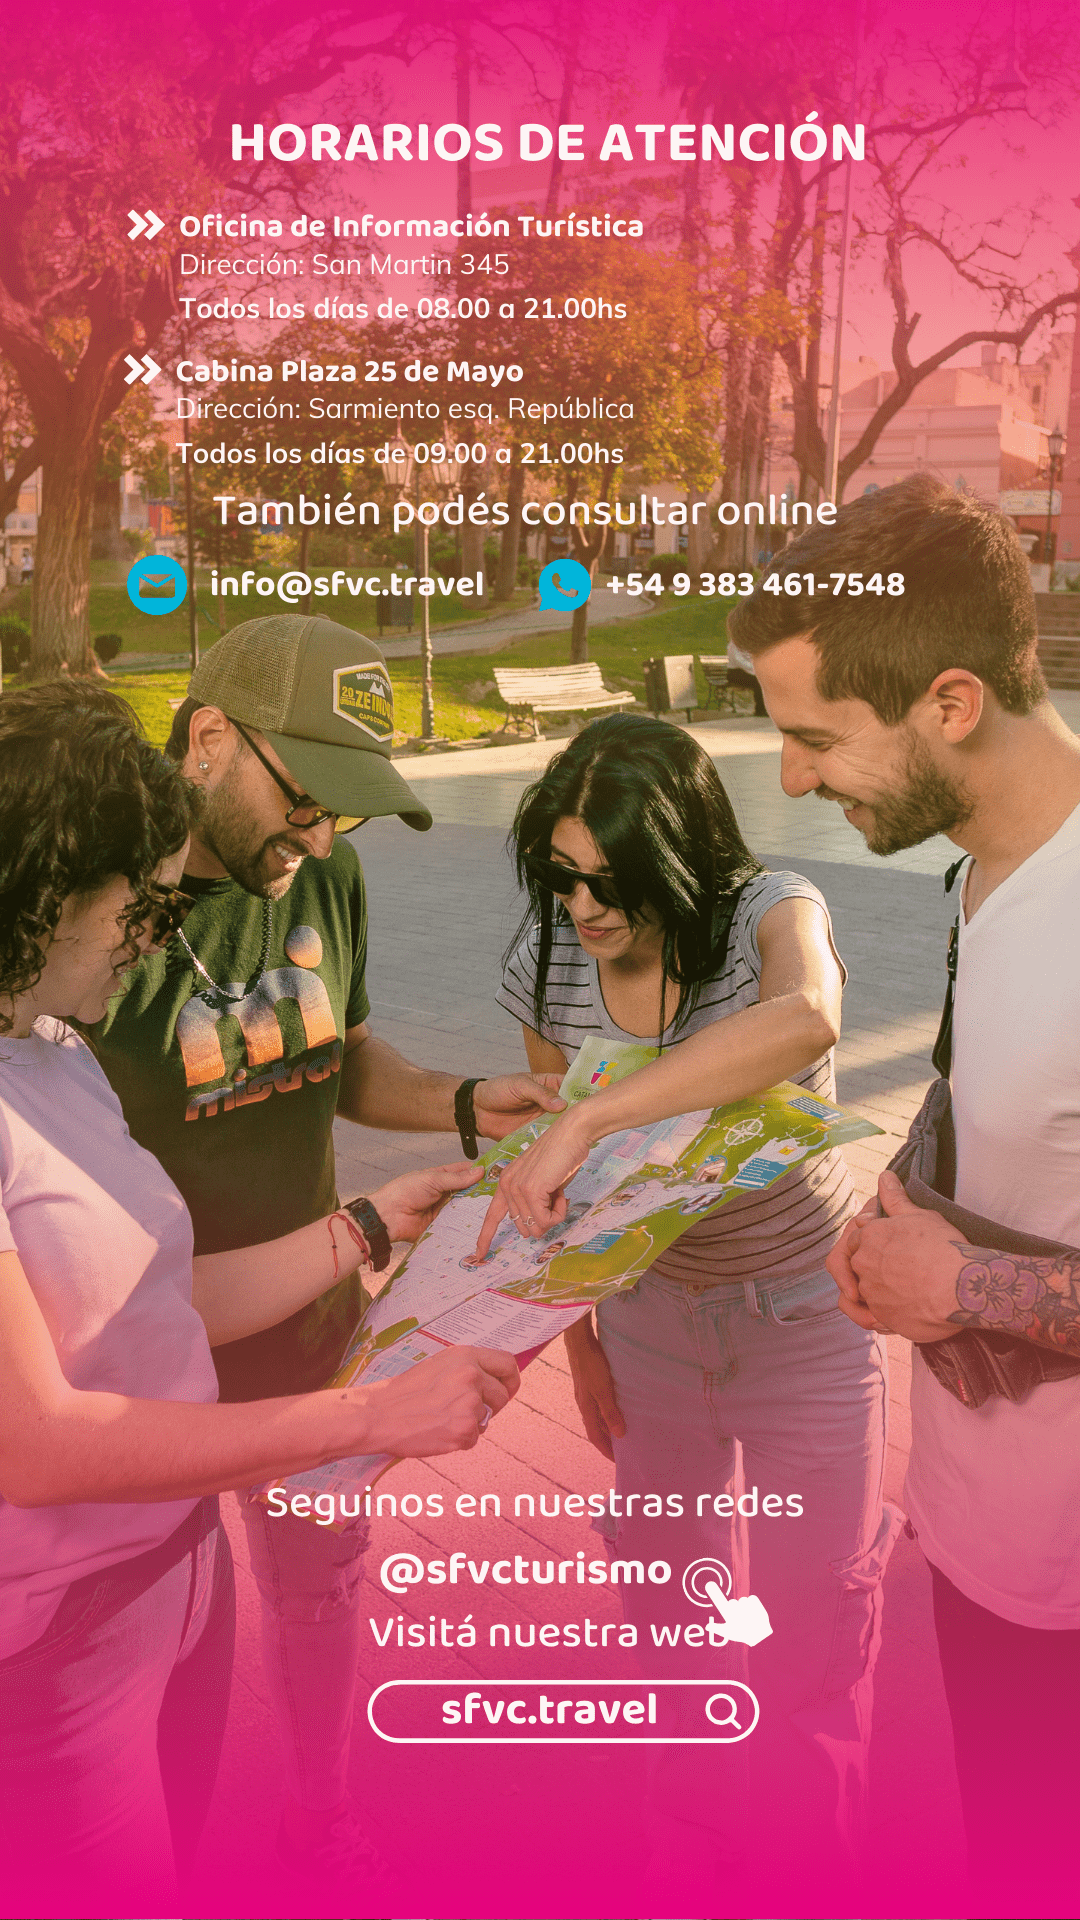 HORARIOS DE ATENCIÓN
Oficina de Información Turística
Dirección: San Martin 345
Todos los días de 08.00 a 21.00hs
Cabina Plaza 25 de Mayo
Dirección: Sarmiento esq. República
Todos los días de 09.00 a 21.00hs
También podés consultar online
info@sfvc.travel
+54 9 383 461-7548
20
m
mistral
Seguinos en nuestras redes
@sfvcturismo
Visitá nuestra web
sfvc.travel